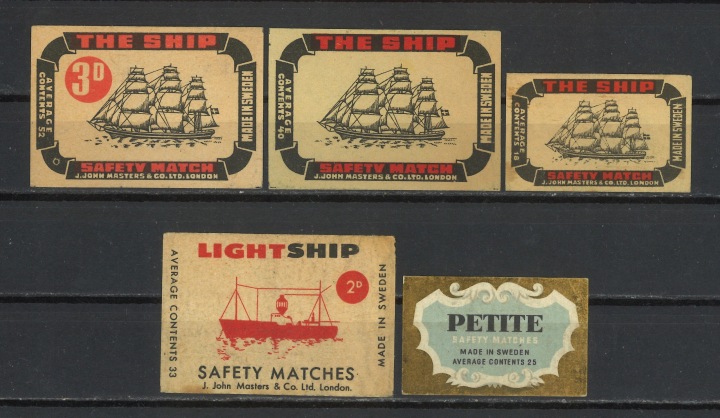 THE SHIP
3D
AVERAGE
CONTENTS 52
MADE IN SWEDEN
SAFETY MATCH
J. JOHN MASTERS & CO. LTD. LONDON
THE SHIP
AVERAGE
CONTENTS 40
MADE IN SWEDEN
SAFETY MATCH
J. JOHN MASTERS & CO. LTD. LONDON
THE SHIP
AVERAGE
CONTENTS 18
MADE IN SWEDEN
SAFETY MATCH
J. JOHN MASTERS & CO. LTD. LONDON
LIGHTSHIP
AVERAGE CONTENTS 33
2D
MADE IN SWEDEN
SAFETY MATCHES
J. John Masters & Co. Ltd. London.
PETITE
SAFETY MATCHES
MADE IN SWEDEN
AVERAGE CONTENTS 25